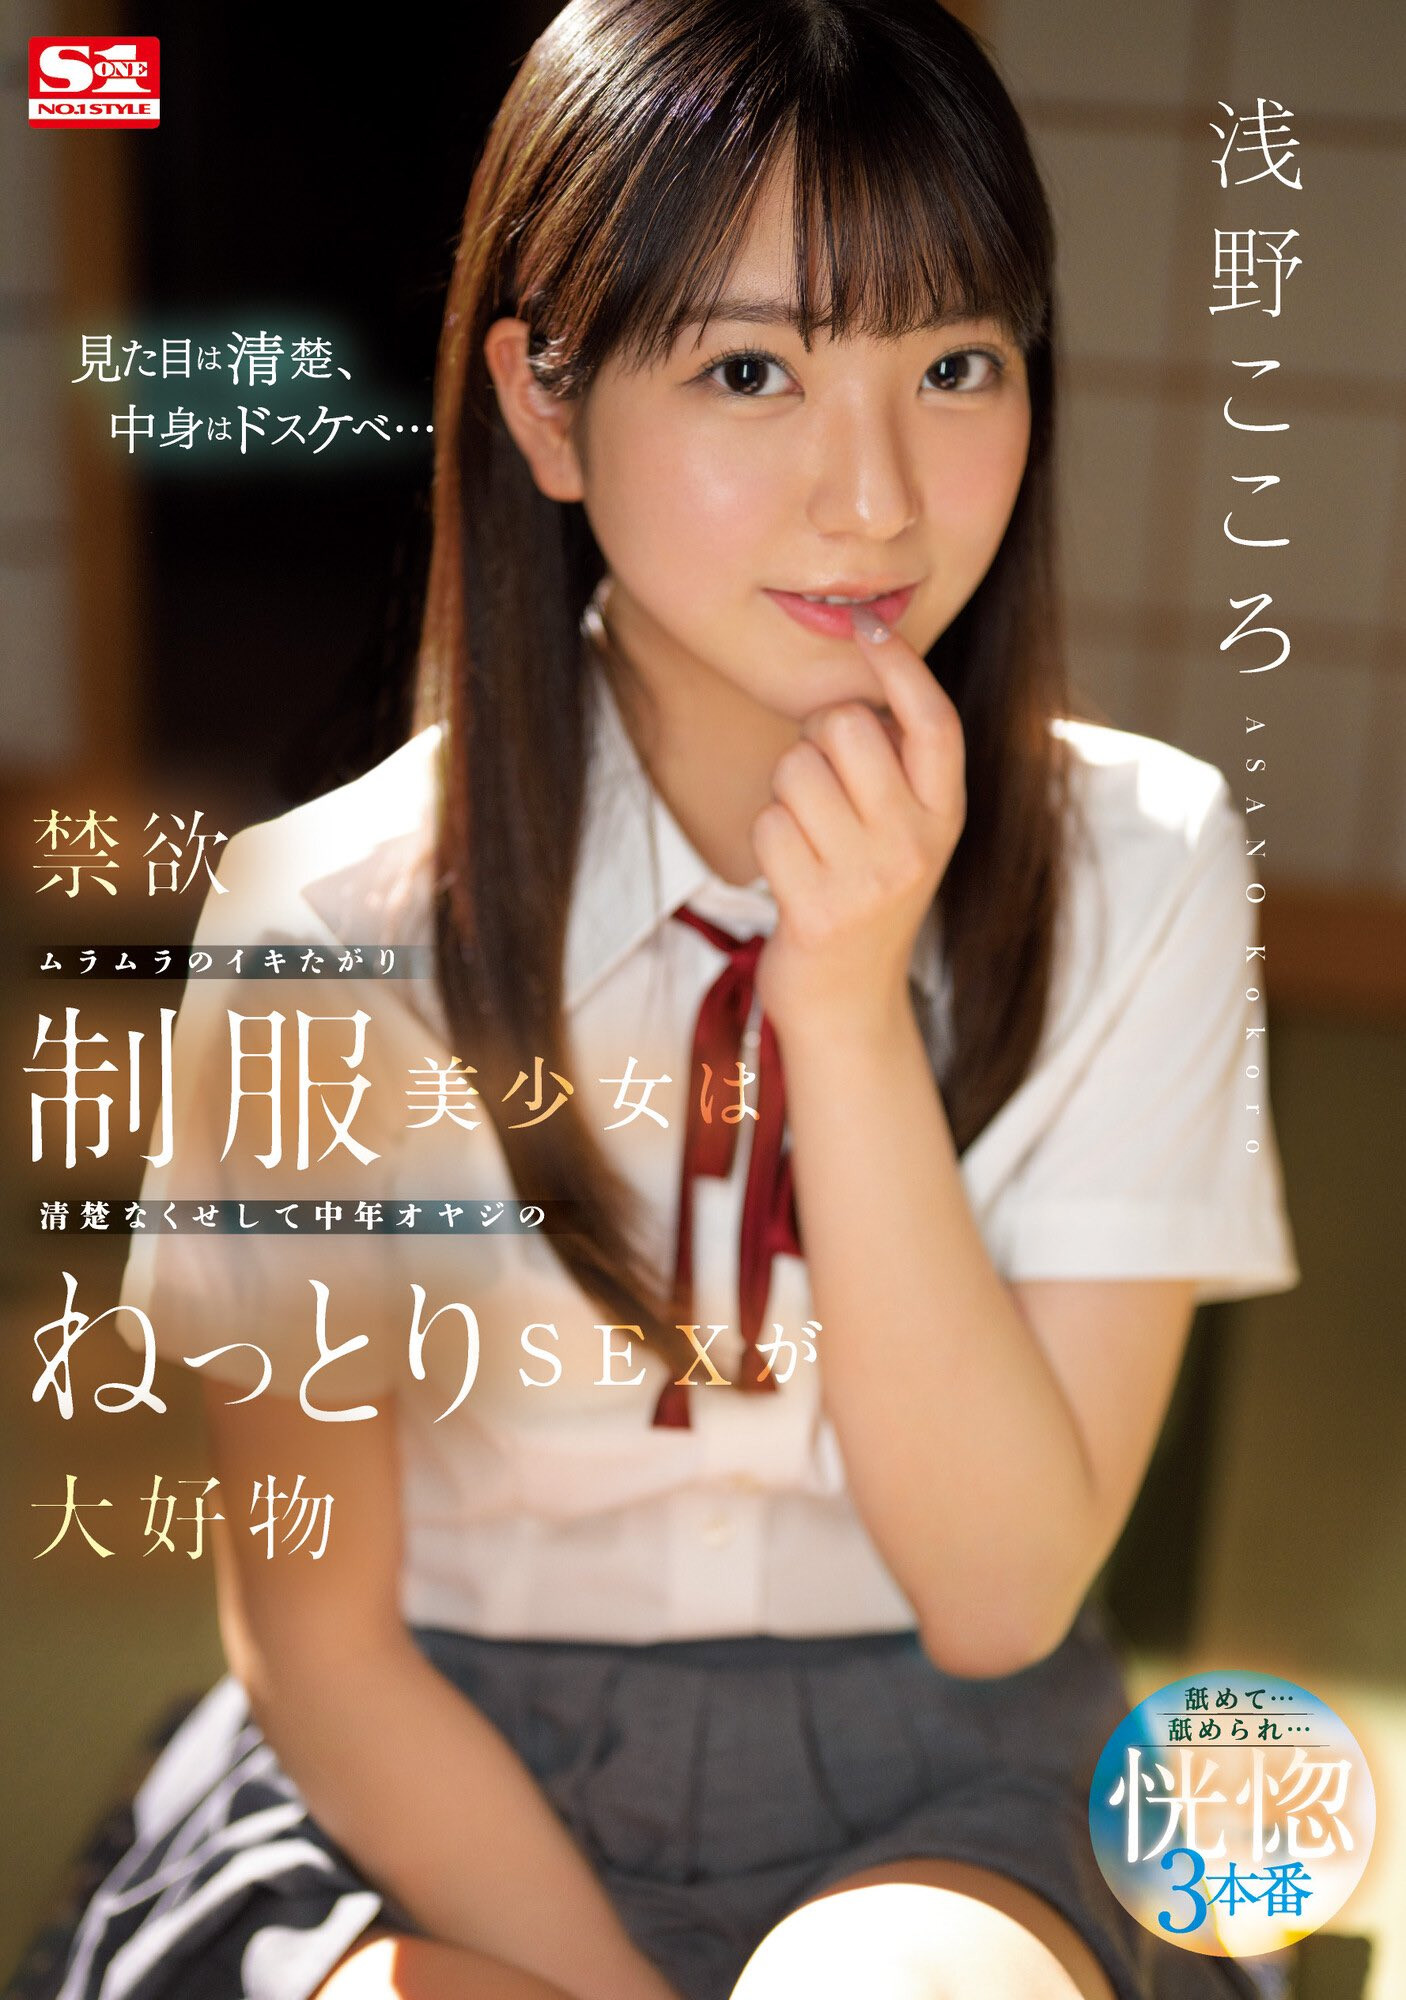 S ONE 1
NO.1 STYLE
浅野こころ
ASANO Kokoro
見た目は清楚、
中身はドスケベ…
禁欲
ムラムラのイキたがり
制服美少女は
清楚なくせして中年オヤジの
ねっとりSEXが
大好物
舐めて…
舐められ…
恍惚
3本番